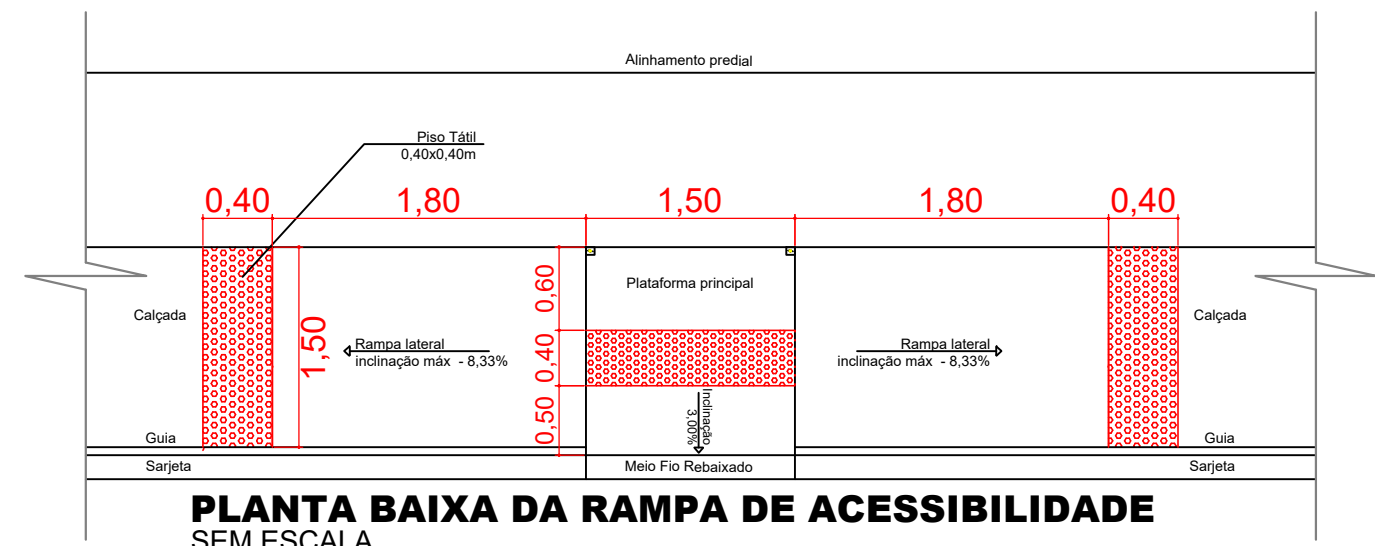 Alinhamento predial
Piso Tátil
0,40x0,40m
0,40
1,80
1,50
1,80
0,40
Calçada
1,50
Rampa lateral
inclinação máx - 8,33%
0,60
0,40
0,50
Plataforma principal
Inclinação
3,00%
Rampa lateral
inclinação máx - 8,33%
Calçada
Guia
Guia
Sarjeta
Meio Fio Rebaixado
Sarjeta
PLANTA BAIXA DA RAMPA DE ACESSIBILIDADE
SEM ESCALA